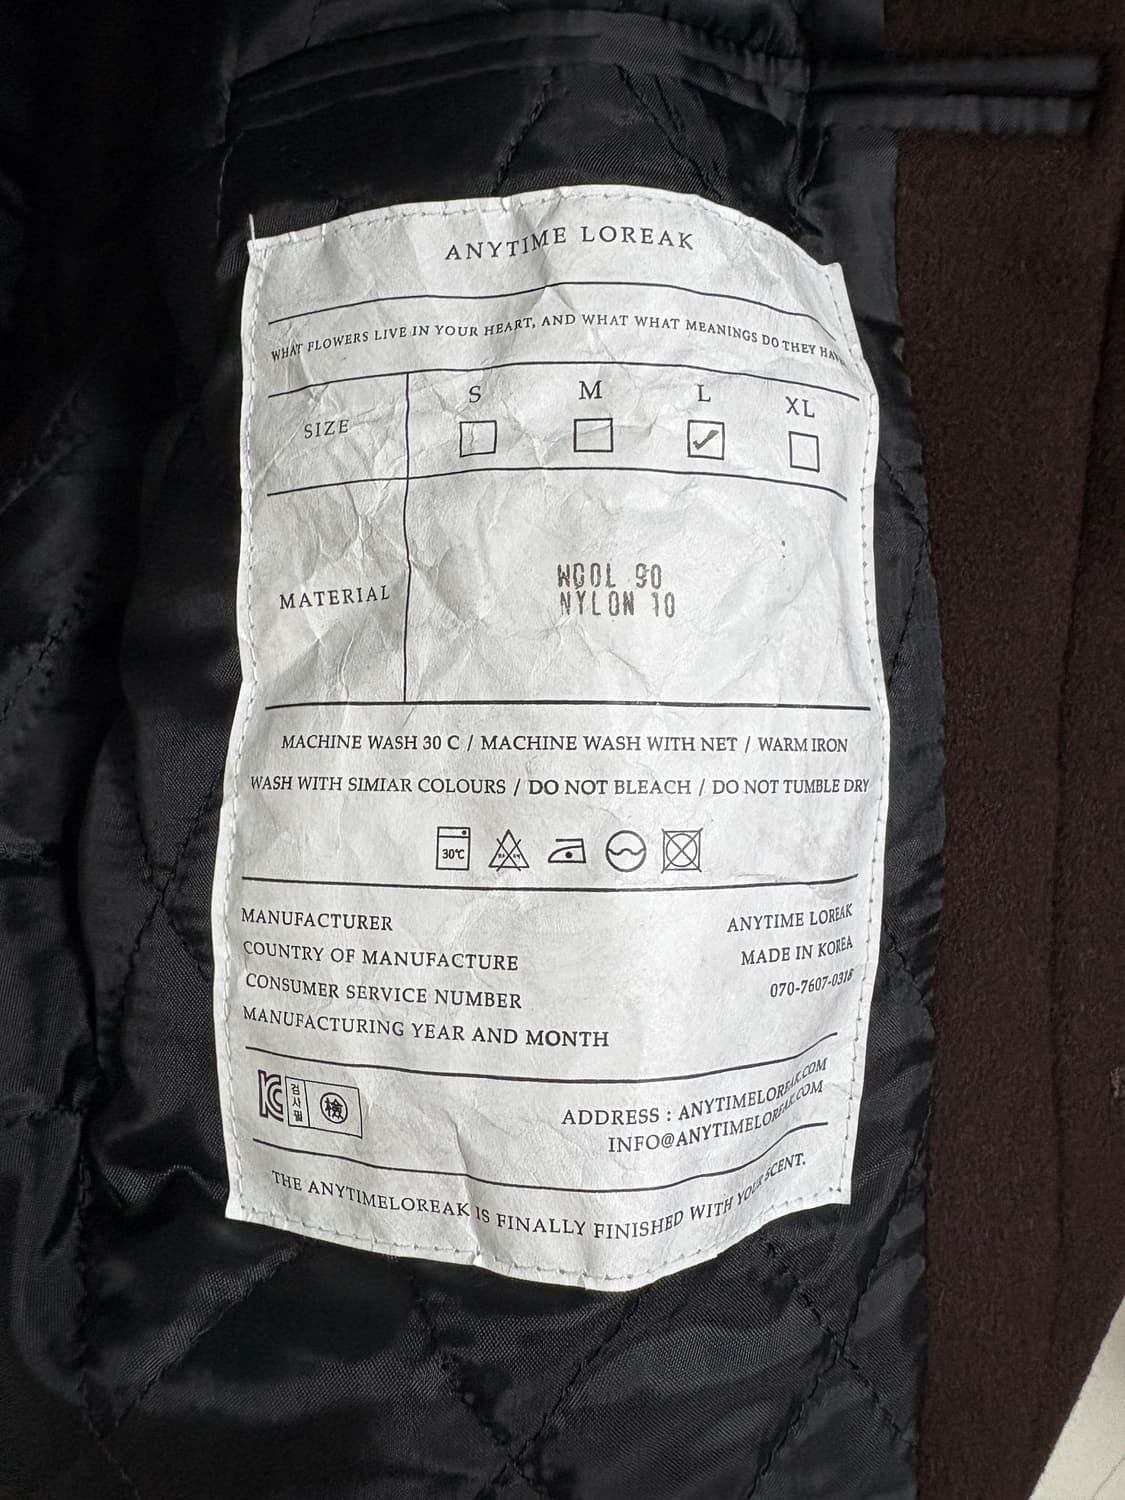 ANYTIME LOREAK
WHAT FLOWERS LIVE IN YOUR HEART, AND WHAT WHAT MEANINGS DO THEY HAVE
SIZE
S M L XL
✓
MATERIAL
WOOL 90
NYLON 10
MACHINE WASH 30 C / MACHINE WASH WITH NET / WARM IRON
WASH WITH SIMIAR COLOURS / DO NOT BLEACH / DO NOT TUMBLE DRY
30℃
MANUFACTURER ANYTIME LOREAK
COUNTRY OF MANUFACTURE MADE IN KOREA
CONSUMER SERVICE NUMBER 070-7607-0318
MANUFACTURING YEAR AND MONTH
KC 검사필 檢
ADDRESS : ANYTIMELOREAK.COM
INFO@ANYTIMELOREAK.COM
THE ANYTIMELOREAK IS FINALLY FINISHED WITH YOUR SCENT.